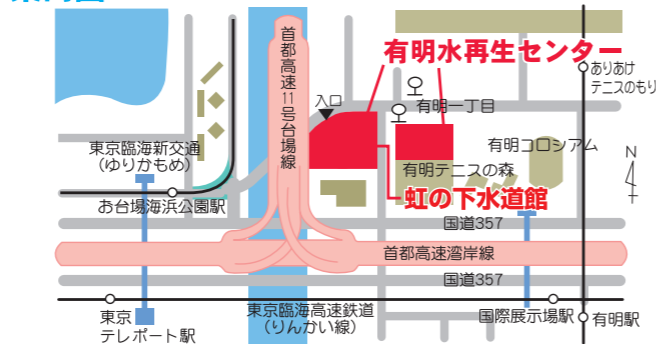 有明水再生センター
ありあけ
テニスのもり
首都高速11号台場線
入口
有明一丁目
東京臨海新交通
(ゆりかもめ)
有明コロシアム
有明テニスの森
N
お台場海浜公園駅
虹の下水道館
国道357
首都高速湾岸線
国道357
東京
テレポート駅
東京臨海高速鉄道
(りんかい線)
国際展示場駅
有明駅